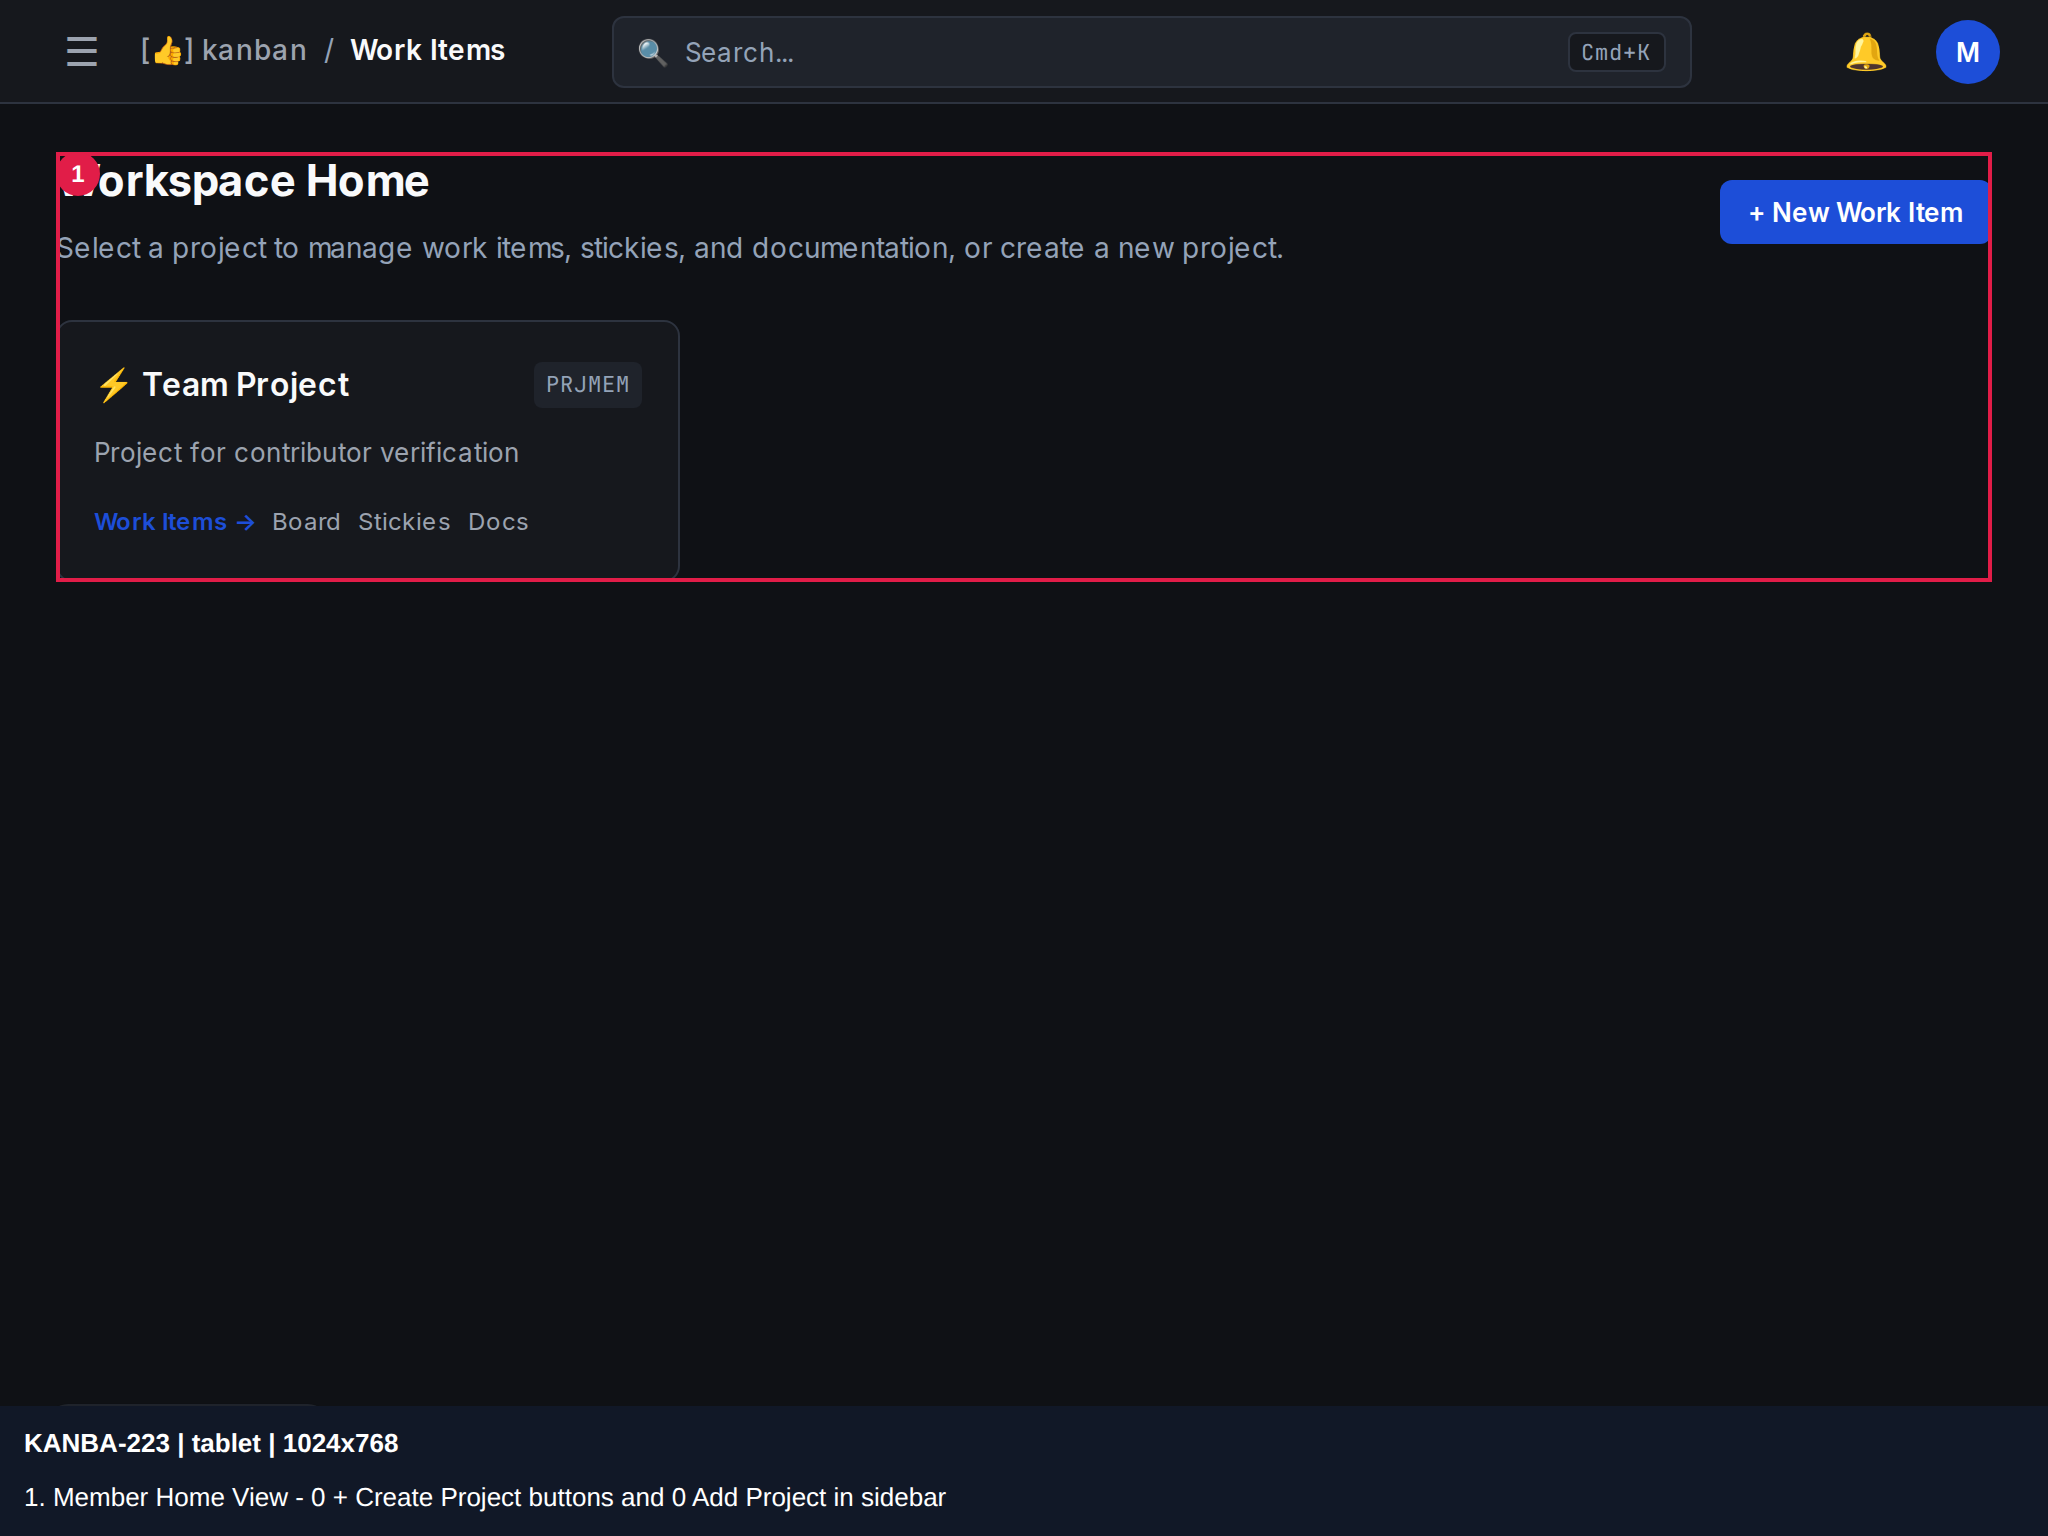 ☰ [👍] kanban / Work Items 🔍 Search... Cmd+K 🔔 M
1
Workspace Home
+ New Work Item
Select a project to manage work items, stickies, and documentation, or create a new project.
⚡ Team Project PRJMEM
Project for contributor verification
Work Items → Board Stickies Docs
KANBA-223 | tablet | 1024x768
1. Member Home View - 0 + Create Project buttons and 0 Add Project in sidebar